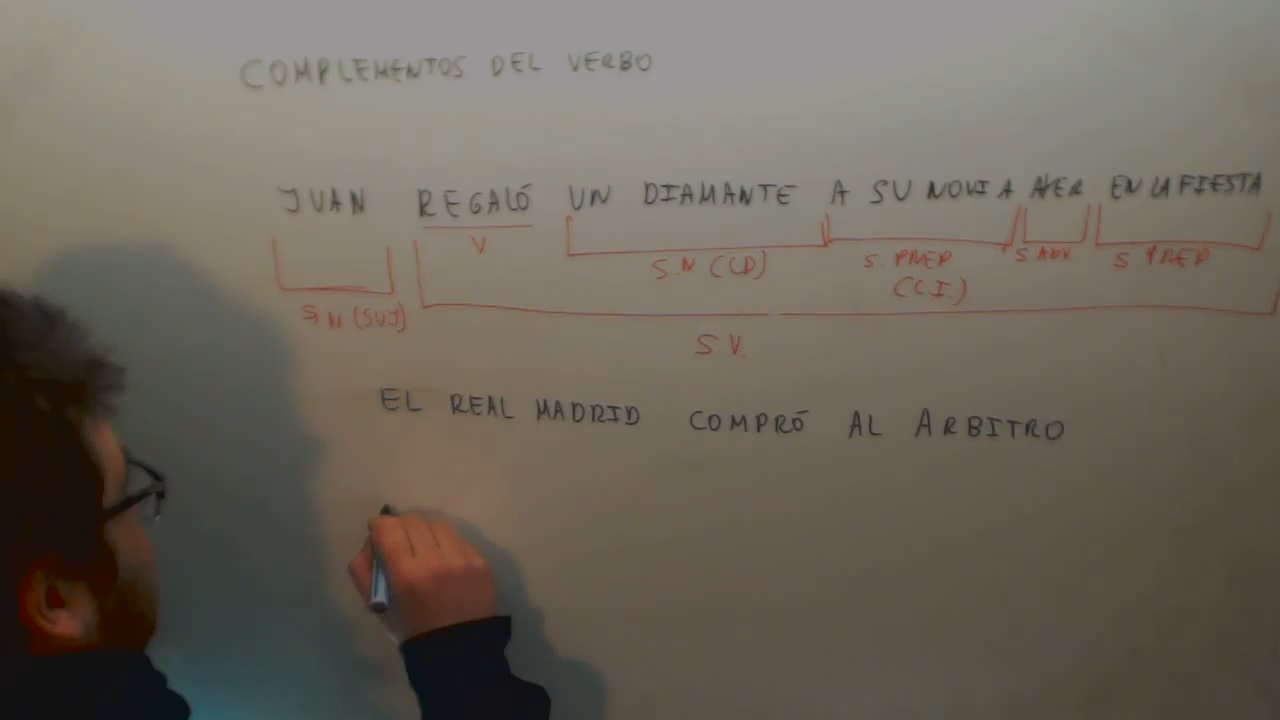 COMPLEMENTOS DEL VERBO
JUAN REGALÓ UN DIAMANTE A SU NOVIA AYER EN LA FIESTA
V S.N (CD) S PREP S ADV S PREP
S N (SUJ) (C I.)
S V.
EL REAL MADRID COMPRÓ AL ARBITRO